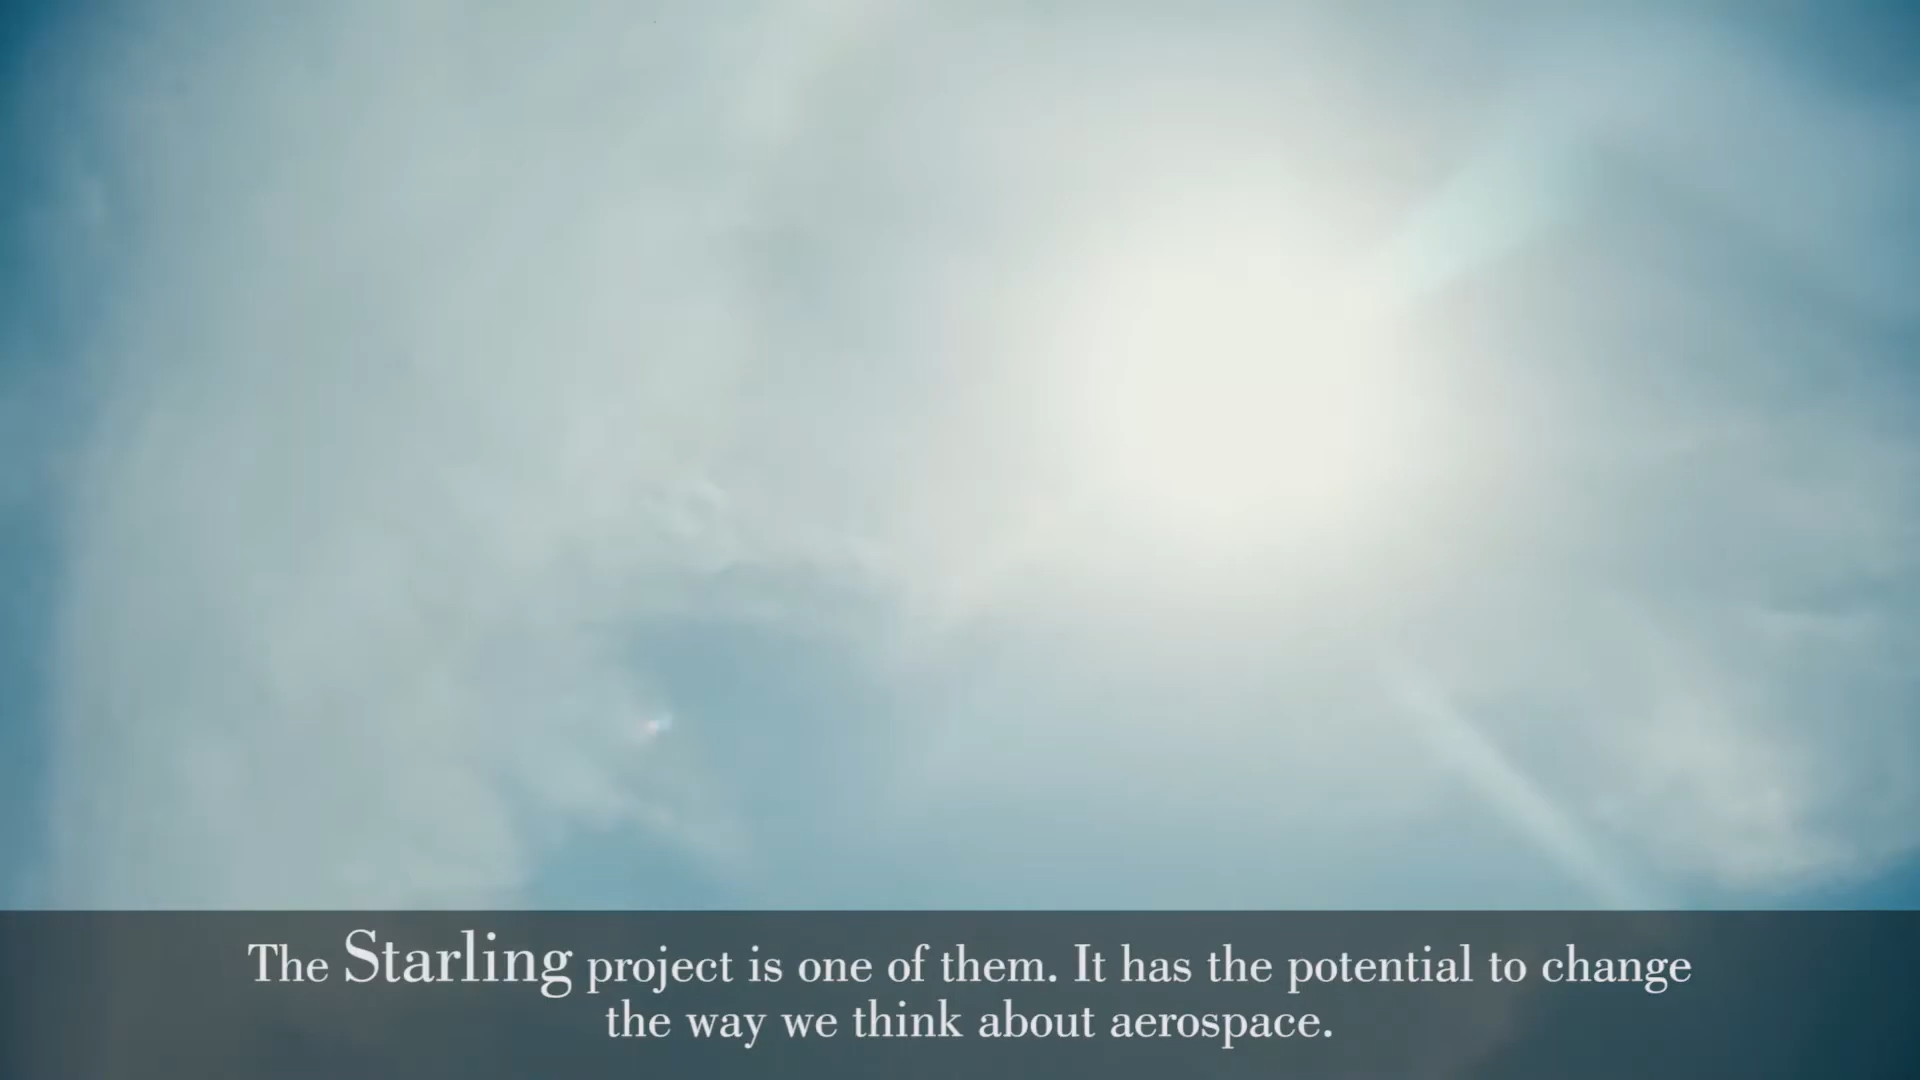 The Starling project is one of them. It has the potential to change
the way we think about aerospace.